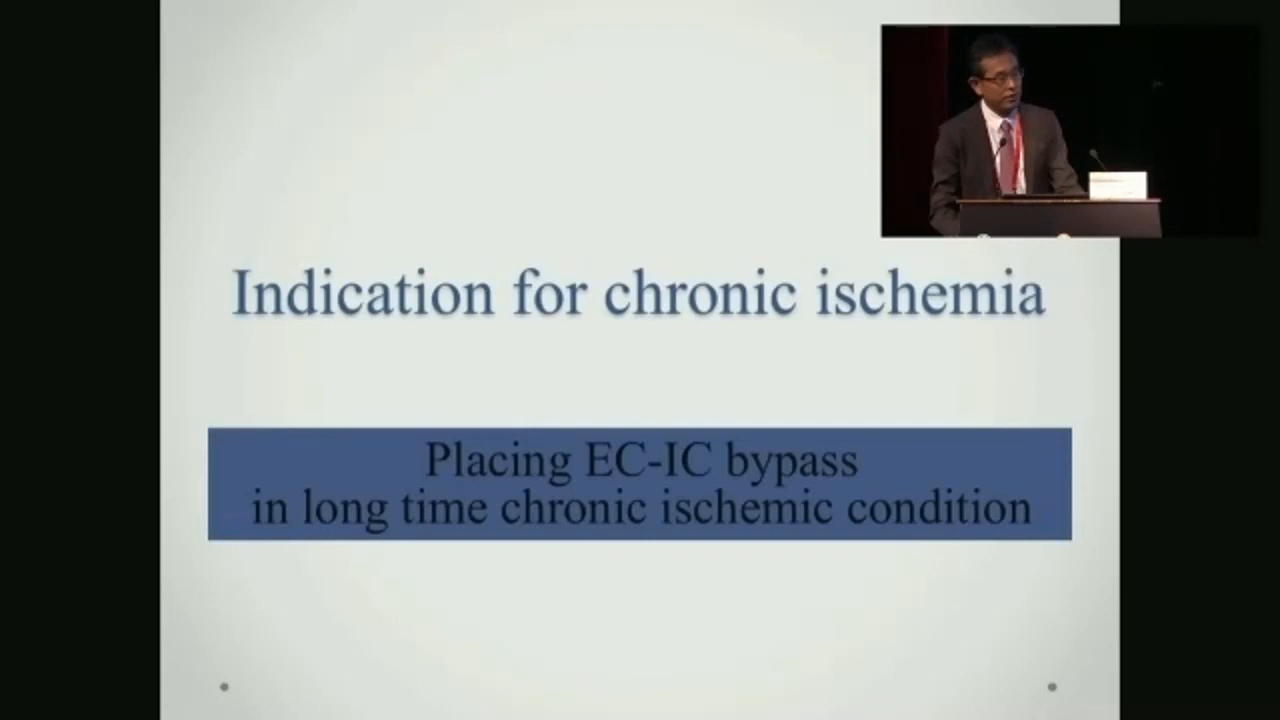 Indication for chronic ischemia
Placing EC-IC bypass
in long time chronic ischemic condition